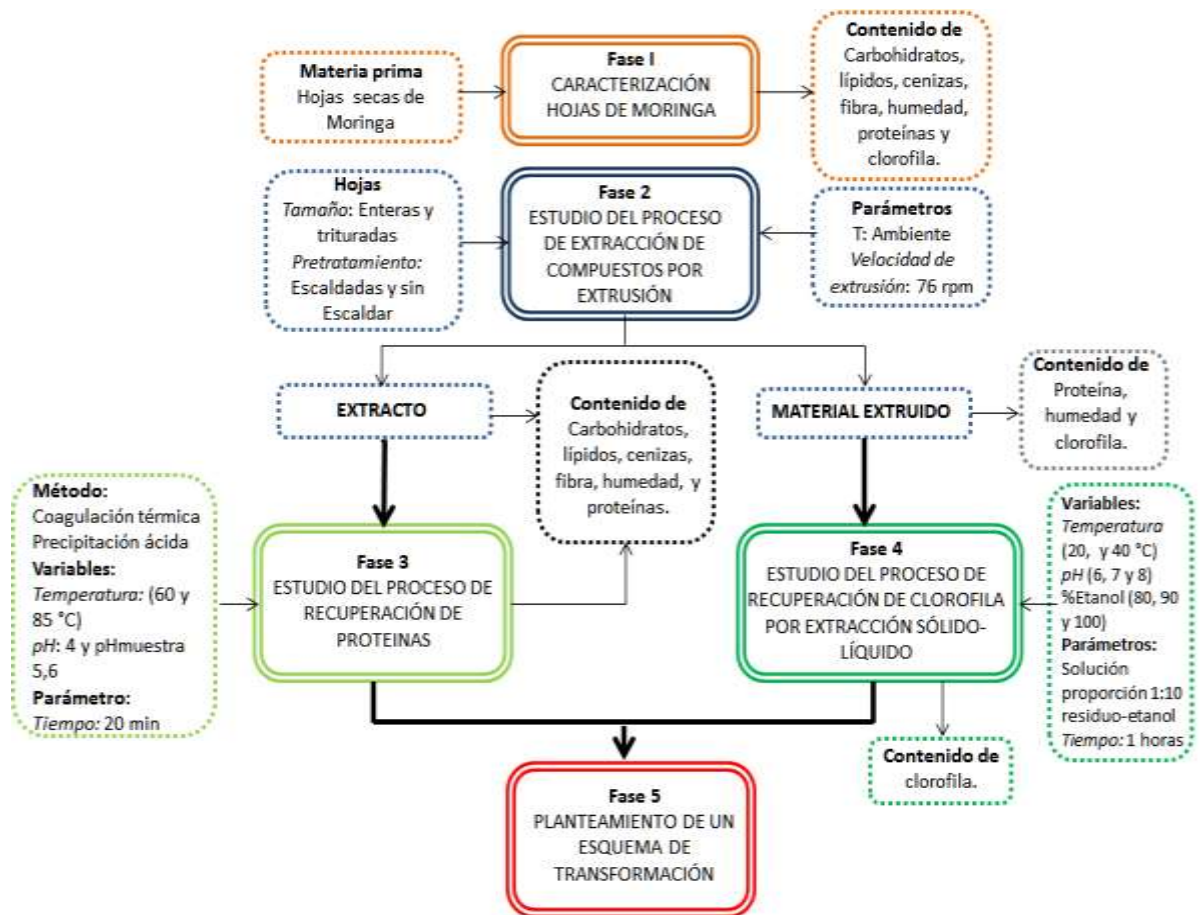 Materia prima
Hojas secas de
Moringa
Fase I
CARACTERIZACIÓN
HOJAS DE MORINGA
Contenido de
Carbohidratos,
lípidos, cenizas,
fibra, humedad,
proteínas y
clorofila.
Hojas
Tamaño: Enteras y
trituradas
Pretratamiento:
Escaldadas y sin
Escaldar
Fase 2
ESTUDIO DEL PROCESO
DE EXTRACCIÓN DE
COMPUESTOS POR
EXTRUSIÓN
Parámetros
T: Ambiente
Velocidad de
extrusión: 76 rpm
EXTRACTO
Contenido de
Carbohidratos,
lípidos, cenizas,
fibra, humedad, y
proteínas.
MATERIAL EXTRUIDO
Contenido de
Proteína,
humedad y
clorofila.
Método:
Coagulación térmica
Precipitación ácida
Variables:
Temperatura: (60 y
85 °C)
pH: 4 y pHmuestra
5,6
Parámetro:
Tiempo: 20 min
Fase 3
ESTUDIO DEL PROCESO DE
RECUPERACIÓN DE
PROTEINAS
Fase 4
ESTUDIO DEL PROCESO DE
RECUPERACIÓN DE CLOROFILA
POR EXTRACCIÓN SÓLIDO-
LÍQUIDO
Variables:
Temperatura
(20, y 40 °C)
pH (6, 7 y 8)
%Etanol (80, 90
y 100)
Parámetros:
Solución
proporción 1:10
residuo-etanol
Tiempo: 1 horas
Contenido de
clorofila.
Fase 5
PLANTEAMIENTO DE UN
ESQUEMA DE
TRANSFORMACIÓN